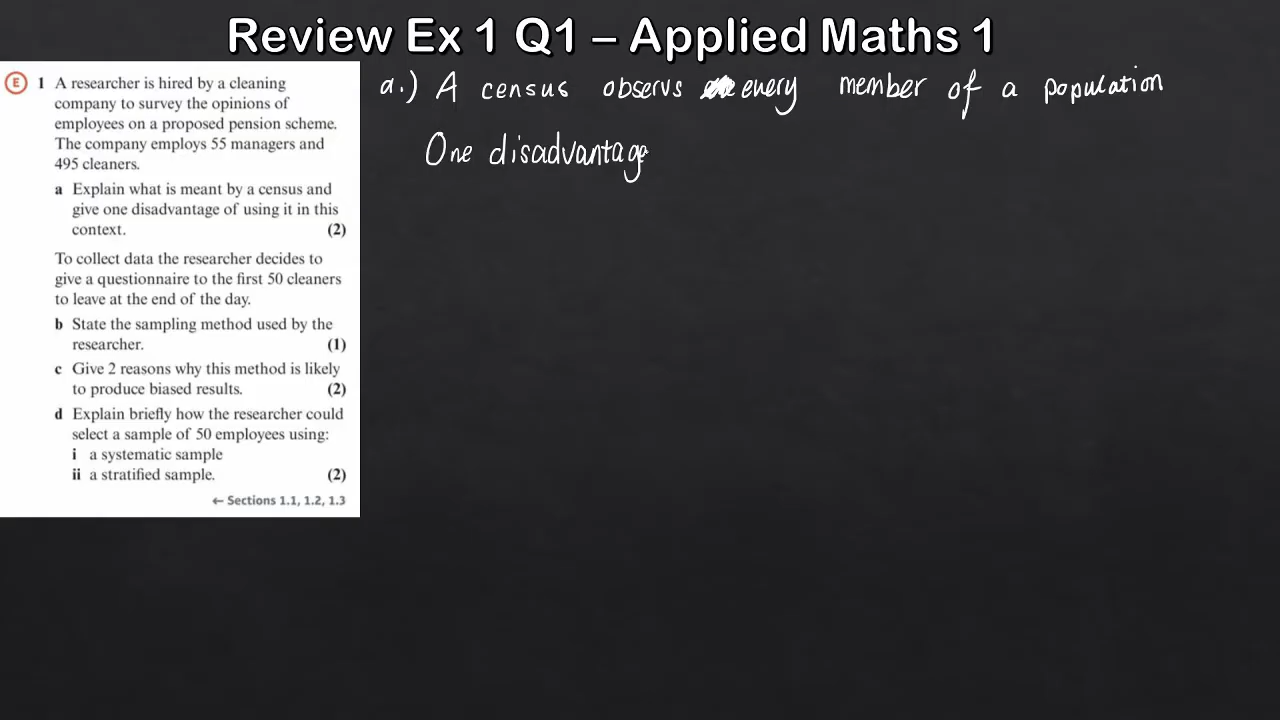 Review Ex 1 Q1 – Applied Maths 1
E 1 A researcher is hired by a cleaning
company to survey the opinions of
employees on a proposed pension scheme.
The company employs 55 managers and
495 cleaners.
a Explain what is meant by a census and
give one disadvantage of using it in this
context. (2)
To collect data the researcher decides to
give a questionnaire to the first 50 cleaners
to leave at the end of the day.
b State the sampling method used by the
researcher. (1)
c Give 2 reasons why this method is likely
to produce biased results. (2)
d Explain briefly how the researcher could
select a sample of 50 employees using:
i a systematic sample
ii a stratified sample. (2)
← Sections 1.1, 1.2, 1.3
a.) A census observs every member of a population
One disadvantage